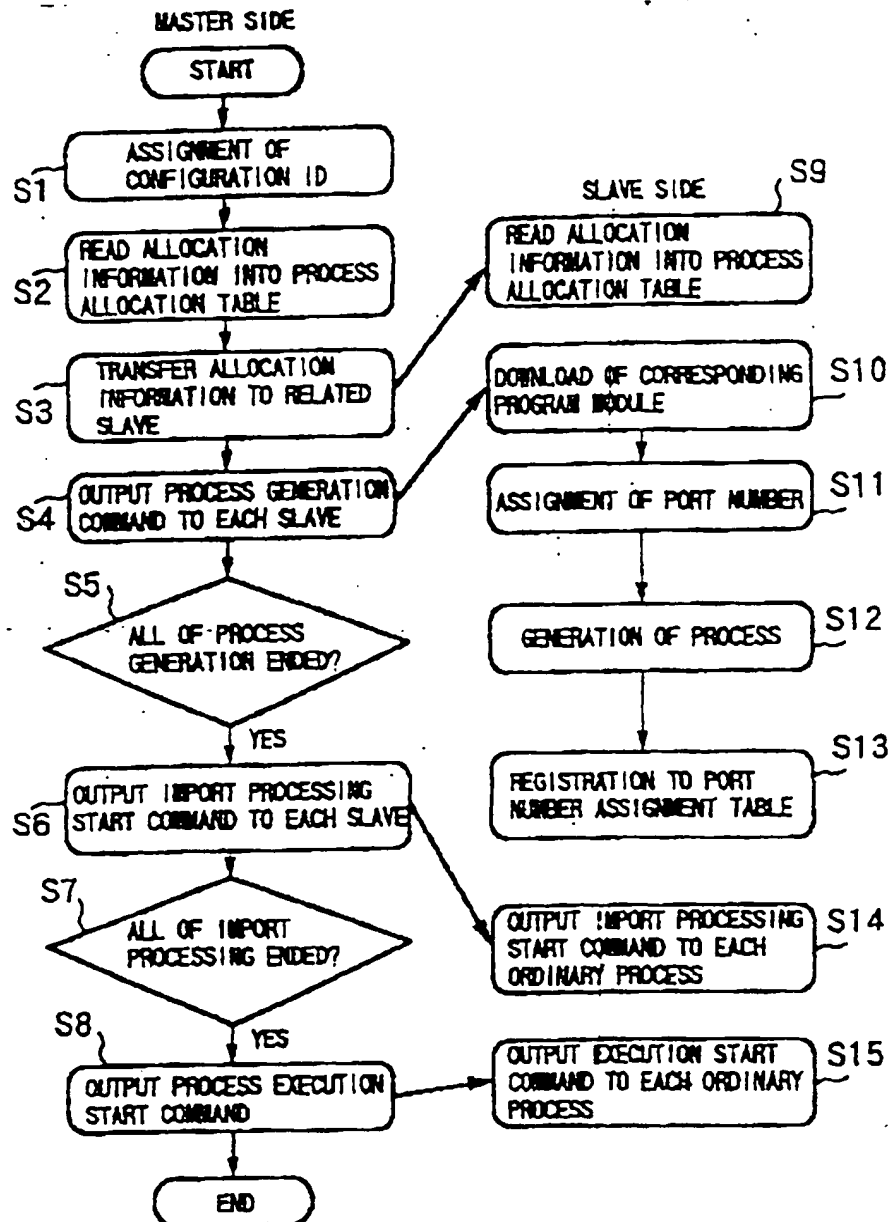 MASTER SIDE
START
S1
ASSIGNMENT OF
CONFIGURATION ID
S2
READ ALLOCATION
INFORMATION INTO PROCESS
ALLOCATION TABLE
S3
TRANSFER ALLOCATION
INFORMATION TO RELATED
SLAVE
S4
OUTPUT PROCESS GENERATION
COMMAND TO EACH SLAVE
S5
ALL OF PROCESS
GENERATION ENDED?
YES
S6
OUTPUT IMPORT PROCESSING
START COMMAND TO EACH SLAVE
S7
ALL OF IMPORT
PROCESSING ENDED?
YES
S8
OUTPUT PROCESS EXECUTION
START COMMAND
END
SLAVE SIDE
S9
READ ALLOCATION
INFORMATION INTO PROCESS
ALLOCATION TABLE
S10
DOWNLOAD OF CORRESPONDING
PROGRAM MODULE
S11
ASSIGNMENT OF PORT NUMBER
S12
GENERATION OF PROCESS
S13
REGISTRATION TO PORT
NUMBER ASSIGNMENT TABLE
S14
OUTPUT IMPORT PROCESSING
START COMMAND TO EACH
ORDINARY PROCESS
S15
OUTPUT EXECUTION START
COMMAND TO EACH ORDINARY
PROCESS